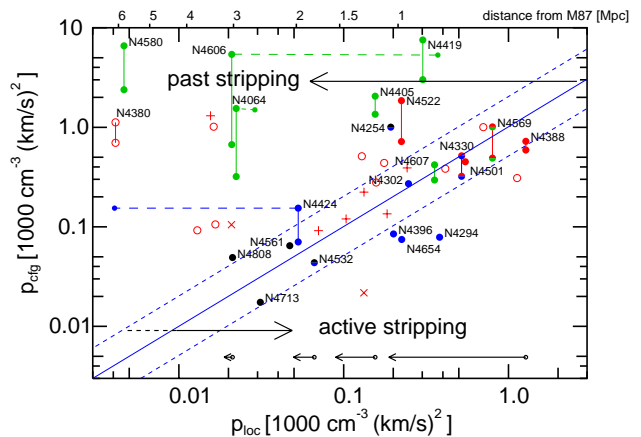 6 5 4 3 2 1.5 1 distance from M87 [Mpc]
N4580
N4606
N4419
10.0
past stripping
N4405
N4064
N4522
N4380
N4254
N4569
1.0
N4330
N4388
N4607
N4501
N4302
N4424
0.1
N4561
N4396
N4294
N4808
N4654
N4532
N4713
0.01
active stripping
0.01 0.1 1.0
p_cfg [1000 cm^-3 (km/s)^2]
p_loc [1000 cm^-3 (km/s)^2]